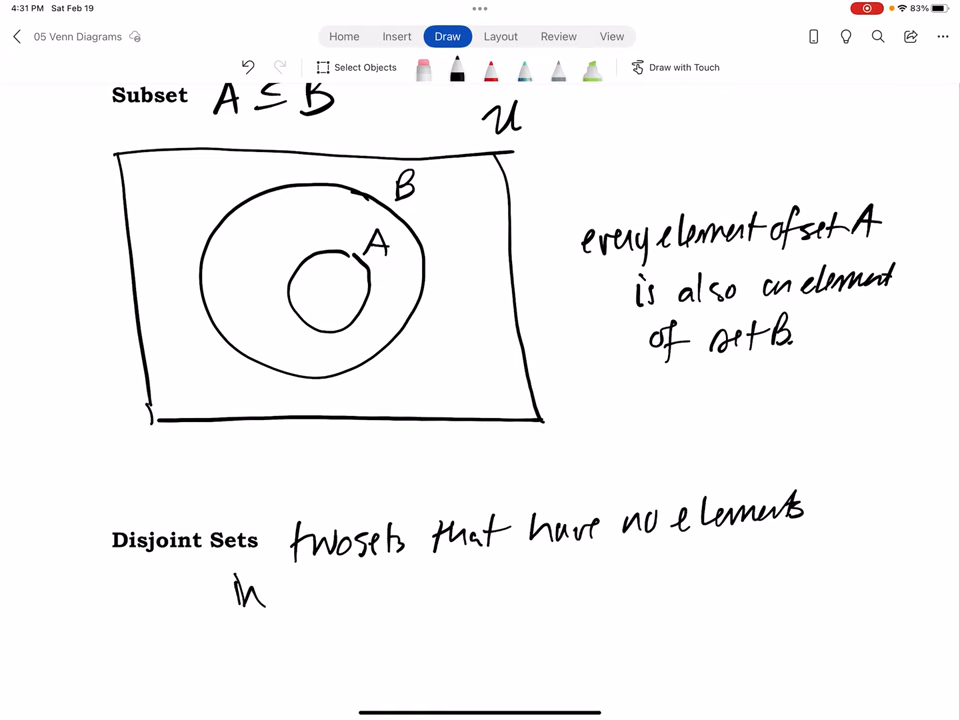 4:31 PM Sat Feb 19
83%
05 Venn Diagrams
Home Insert Draw Layout Review View
Select Objects
Draw with Touch
Subset A ⊆ B
U
B
A
every element of set A
is also an element
of set B.
Disjoint Sets two sets that have no elements
in